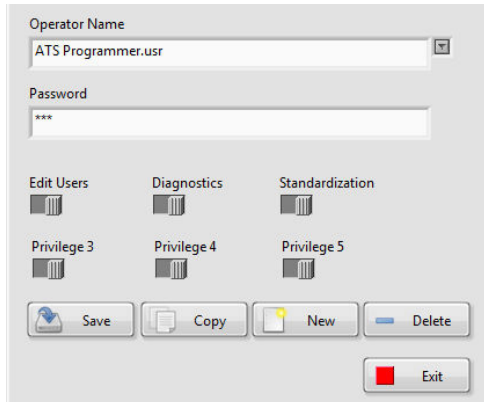 Operator Name
ATS Programmer.usr
Password
***
Edit Users Diagnostics Standardization
Privilege 3 Privilege 4 Privilege 5
Save Copy New Delete
Exit